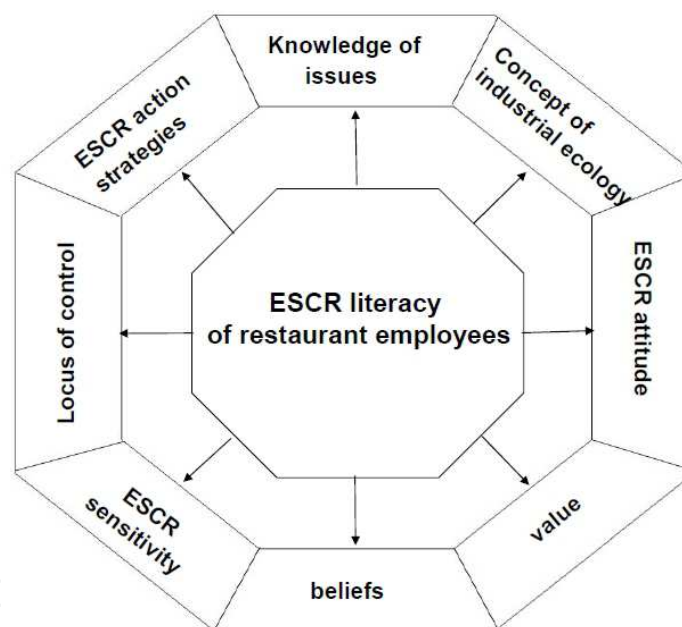 Knowledge of
issues
Concept of
industrial ecology
ESCR attitude
value
beliefs
ESCR
sensitivity
Locus of control
ESCR action
strategies
ESCR literacy
of restaurant employees